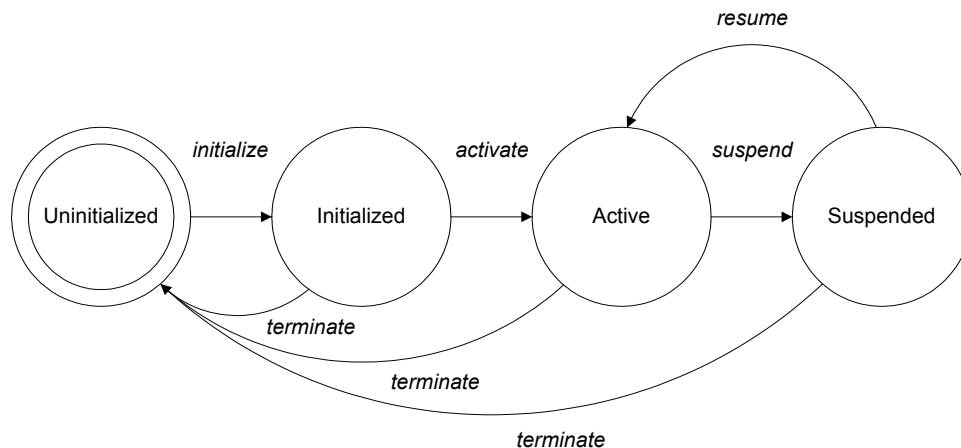 resume
initialize
activate
suspend
Uninitialized
Initialized
Active
Suspended
terminate
terminate
terminate